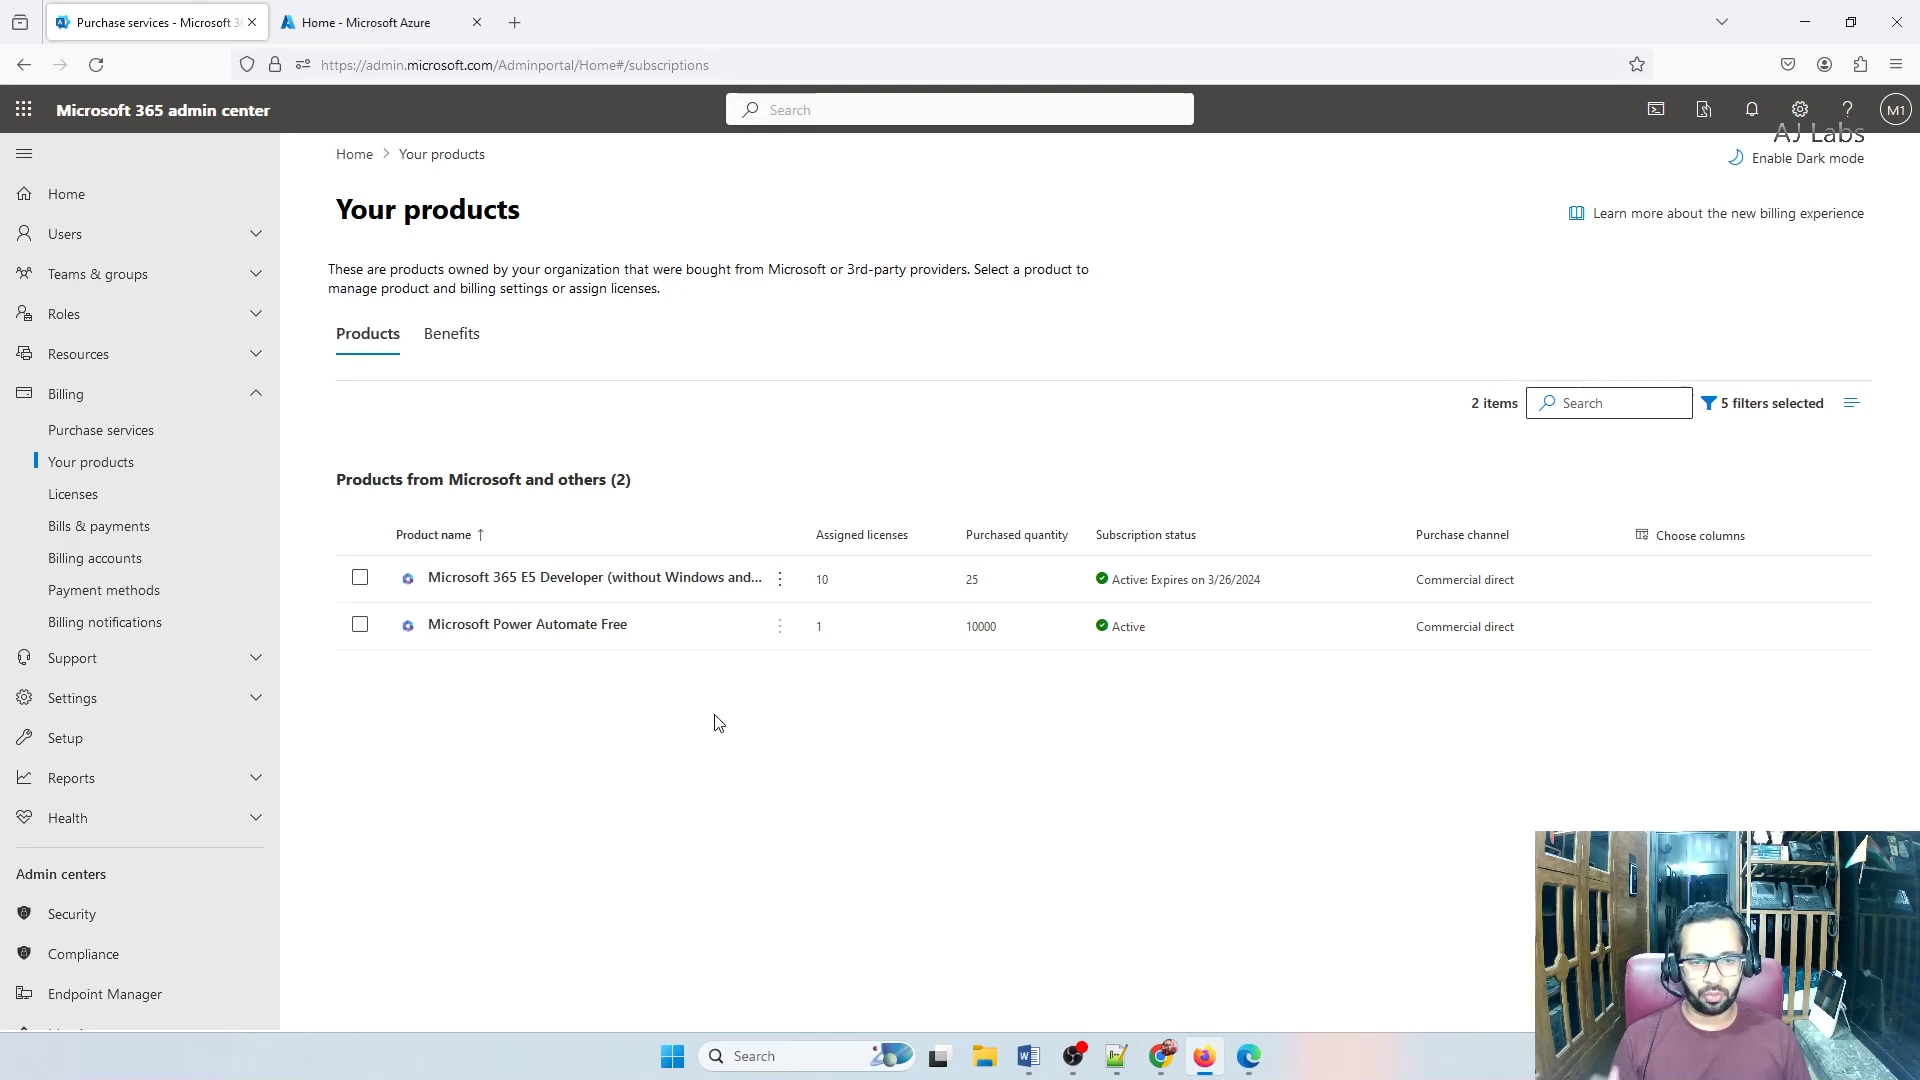 Purchase services - Microsoft 3
Home - Microsoft Azure
https://admin.microsoft.com/Adminportal/Home#/subscriptions
Microsoft 365 admin center
Search
M1
AJ Labs
Enable Dark mode
Home
Users
Teams & groups
Roles
Resources
Billing
Purchase services
Your products
Licenses
Bills & payments
Billing accounts
Payment methods
Billing notifications
Support
Settings
Setup
Reports
Health
Admin centers
Security
Compliance
Endpoint Manager
Home > Your products
Your products
Learn more about the new billing experience
These are products owned by your organization that were bought from Microsoft or 3rd-party providers. Select a product to
manage product and billing settings or assign licenses.
Products Benefits
2 items Search 5 filters selected
Products from Microsoft and others (2)
Product name ↑ Assigned licenses Purchased quantity Subscription status Purchase channel Choose columns
Microsoft 365 E5 Developer (without Windows and... 10 25 Active: Expires on 3/26/2024 Commercial direct
Microsoft Power Automate Free 1 10000 Active Commercial direct
Search